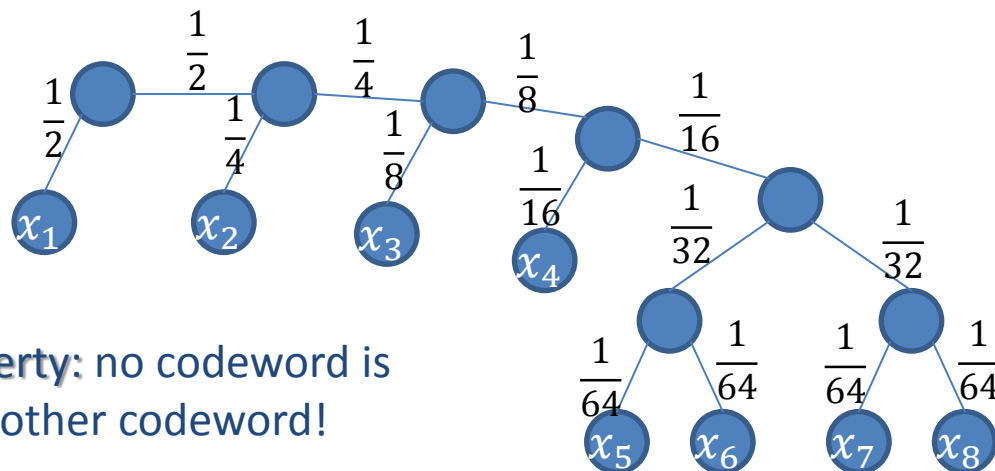 1/2 1/4 1/8 1/16
1/2 1/4 1/8 1/16 1/32 1/32
x₁ x₂ x₃ x₄
erty: no codeword is
other codeword!
1/64 1/64 1/64 1/64
x₅ x₆ x₇ x₈